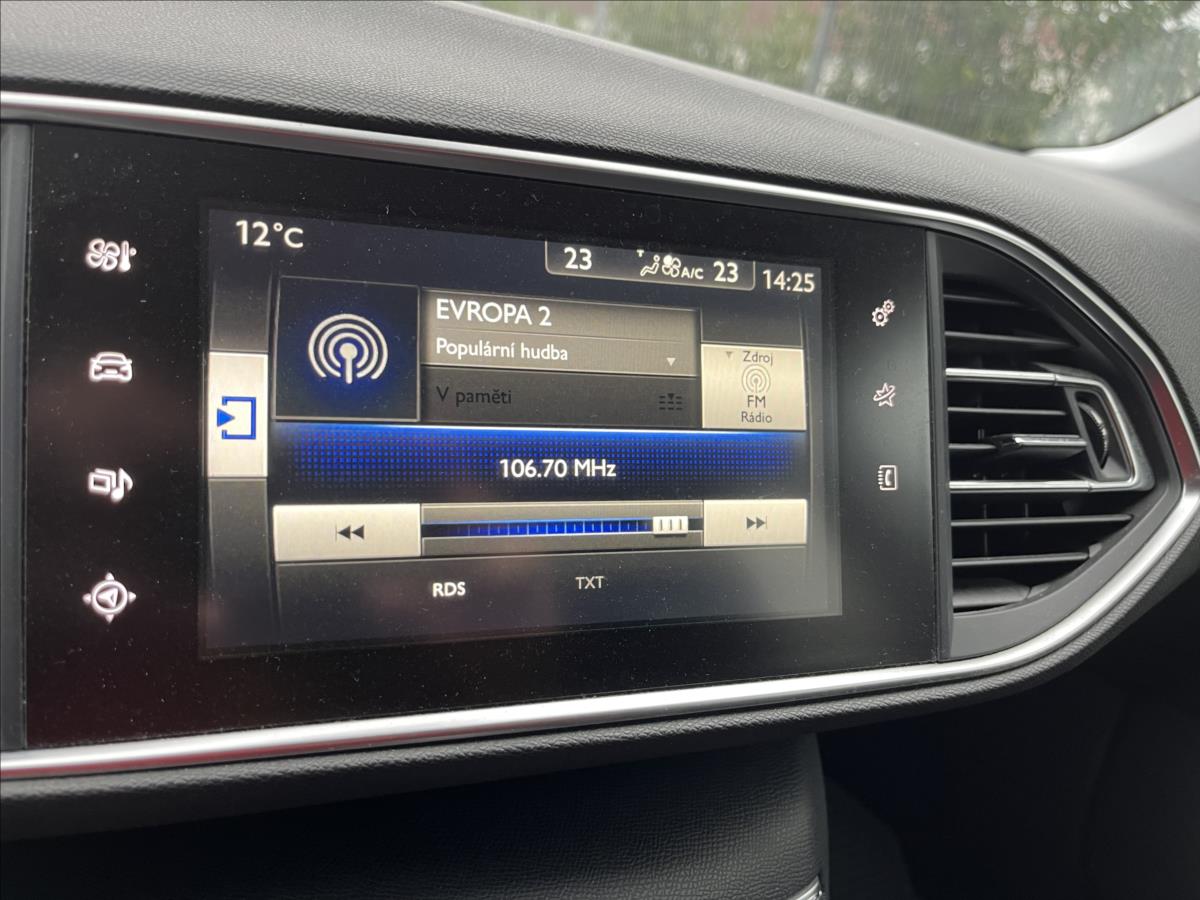 12°C
23 A/C 23 14:25
EVROPA 2
Populární hudba
V paměti
Zdroj
FM
Rádio
106.70 MHz
RDS TXT